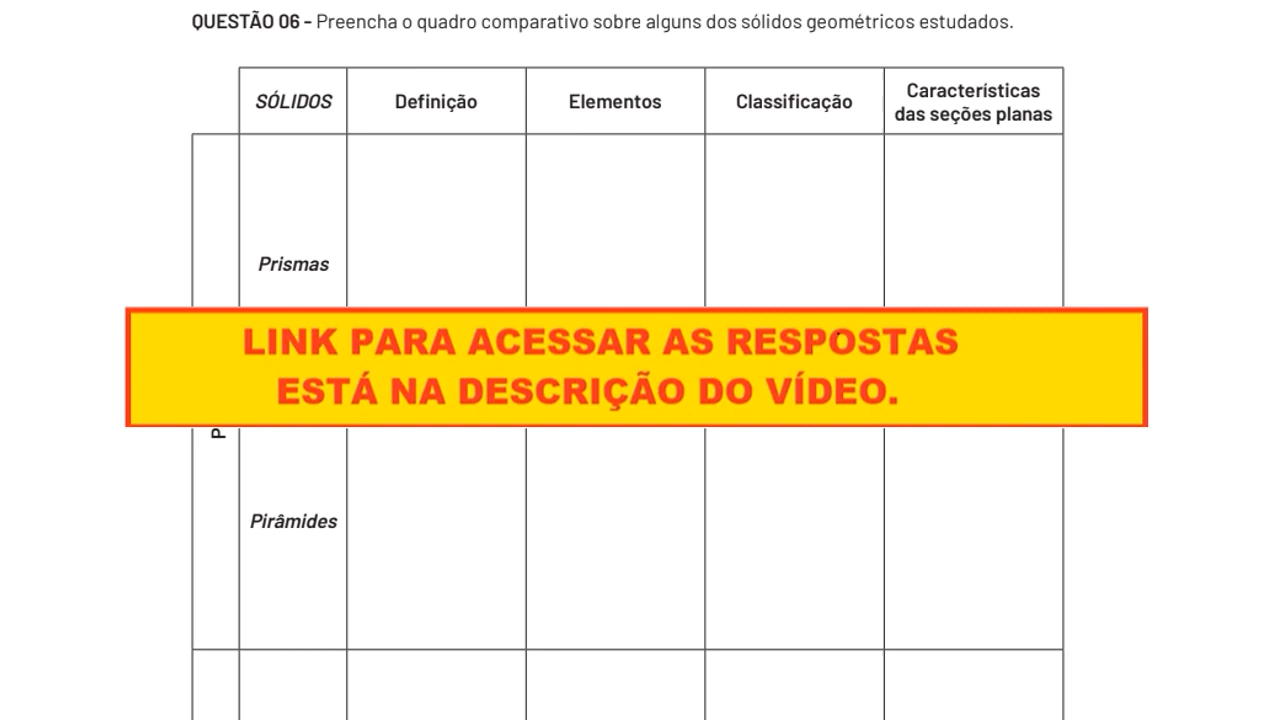 QUESTÃO 06 - Preencha o quadro comparativo sobre alguns dos sólidos geométricos estudados.
SÓLIDOS
Definição
Elementos
Classificação
Características
das seções planas
Prismas
LINK PARA ACESSAR AS RESPOSTAS
ESTÁ NA DESCRIÇÃO DO VÍDEO.
P
Pirâmides